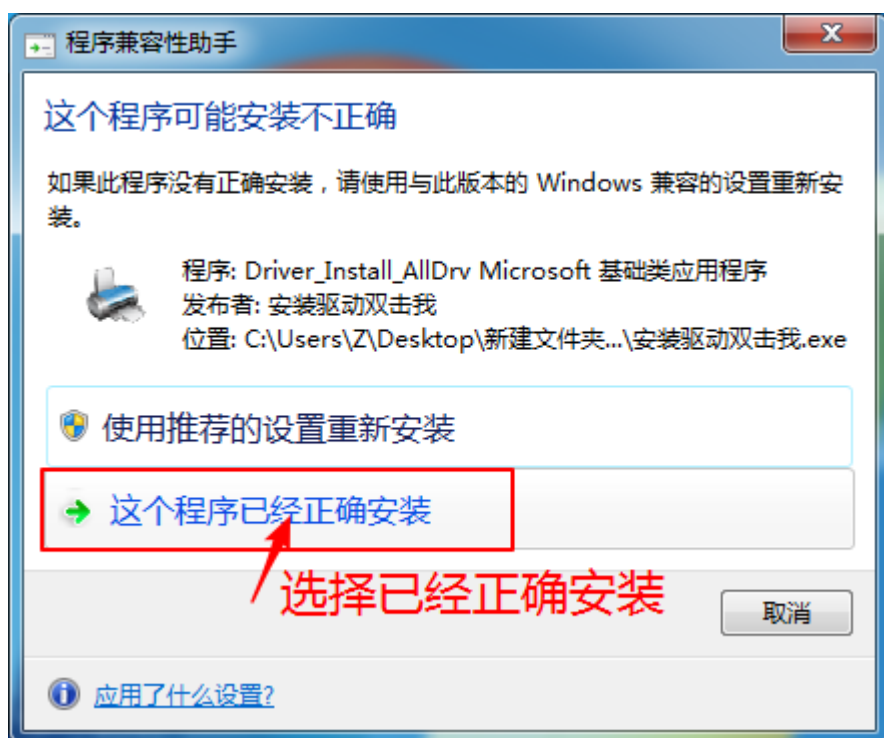 程序兼容性助手
这个程序可能安装不正确
如果此程序没有正确安装，请使用与此版本的 Windows 兼容的设置重新安
装。
程序: Driver_Install_AllDrv Microsoft 基础类应用程序
发布者: 安装驱动双击我
位置: C:\Users\Z\Desktop\新建文件夹...\安装驱动双击我.exe
使用推荐的设置重新安装
这个程序已经正确安装
选择已经正确安装
取消
应用了什么设置?